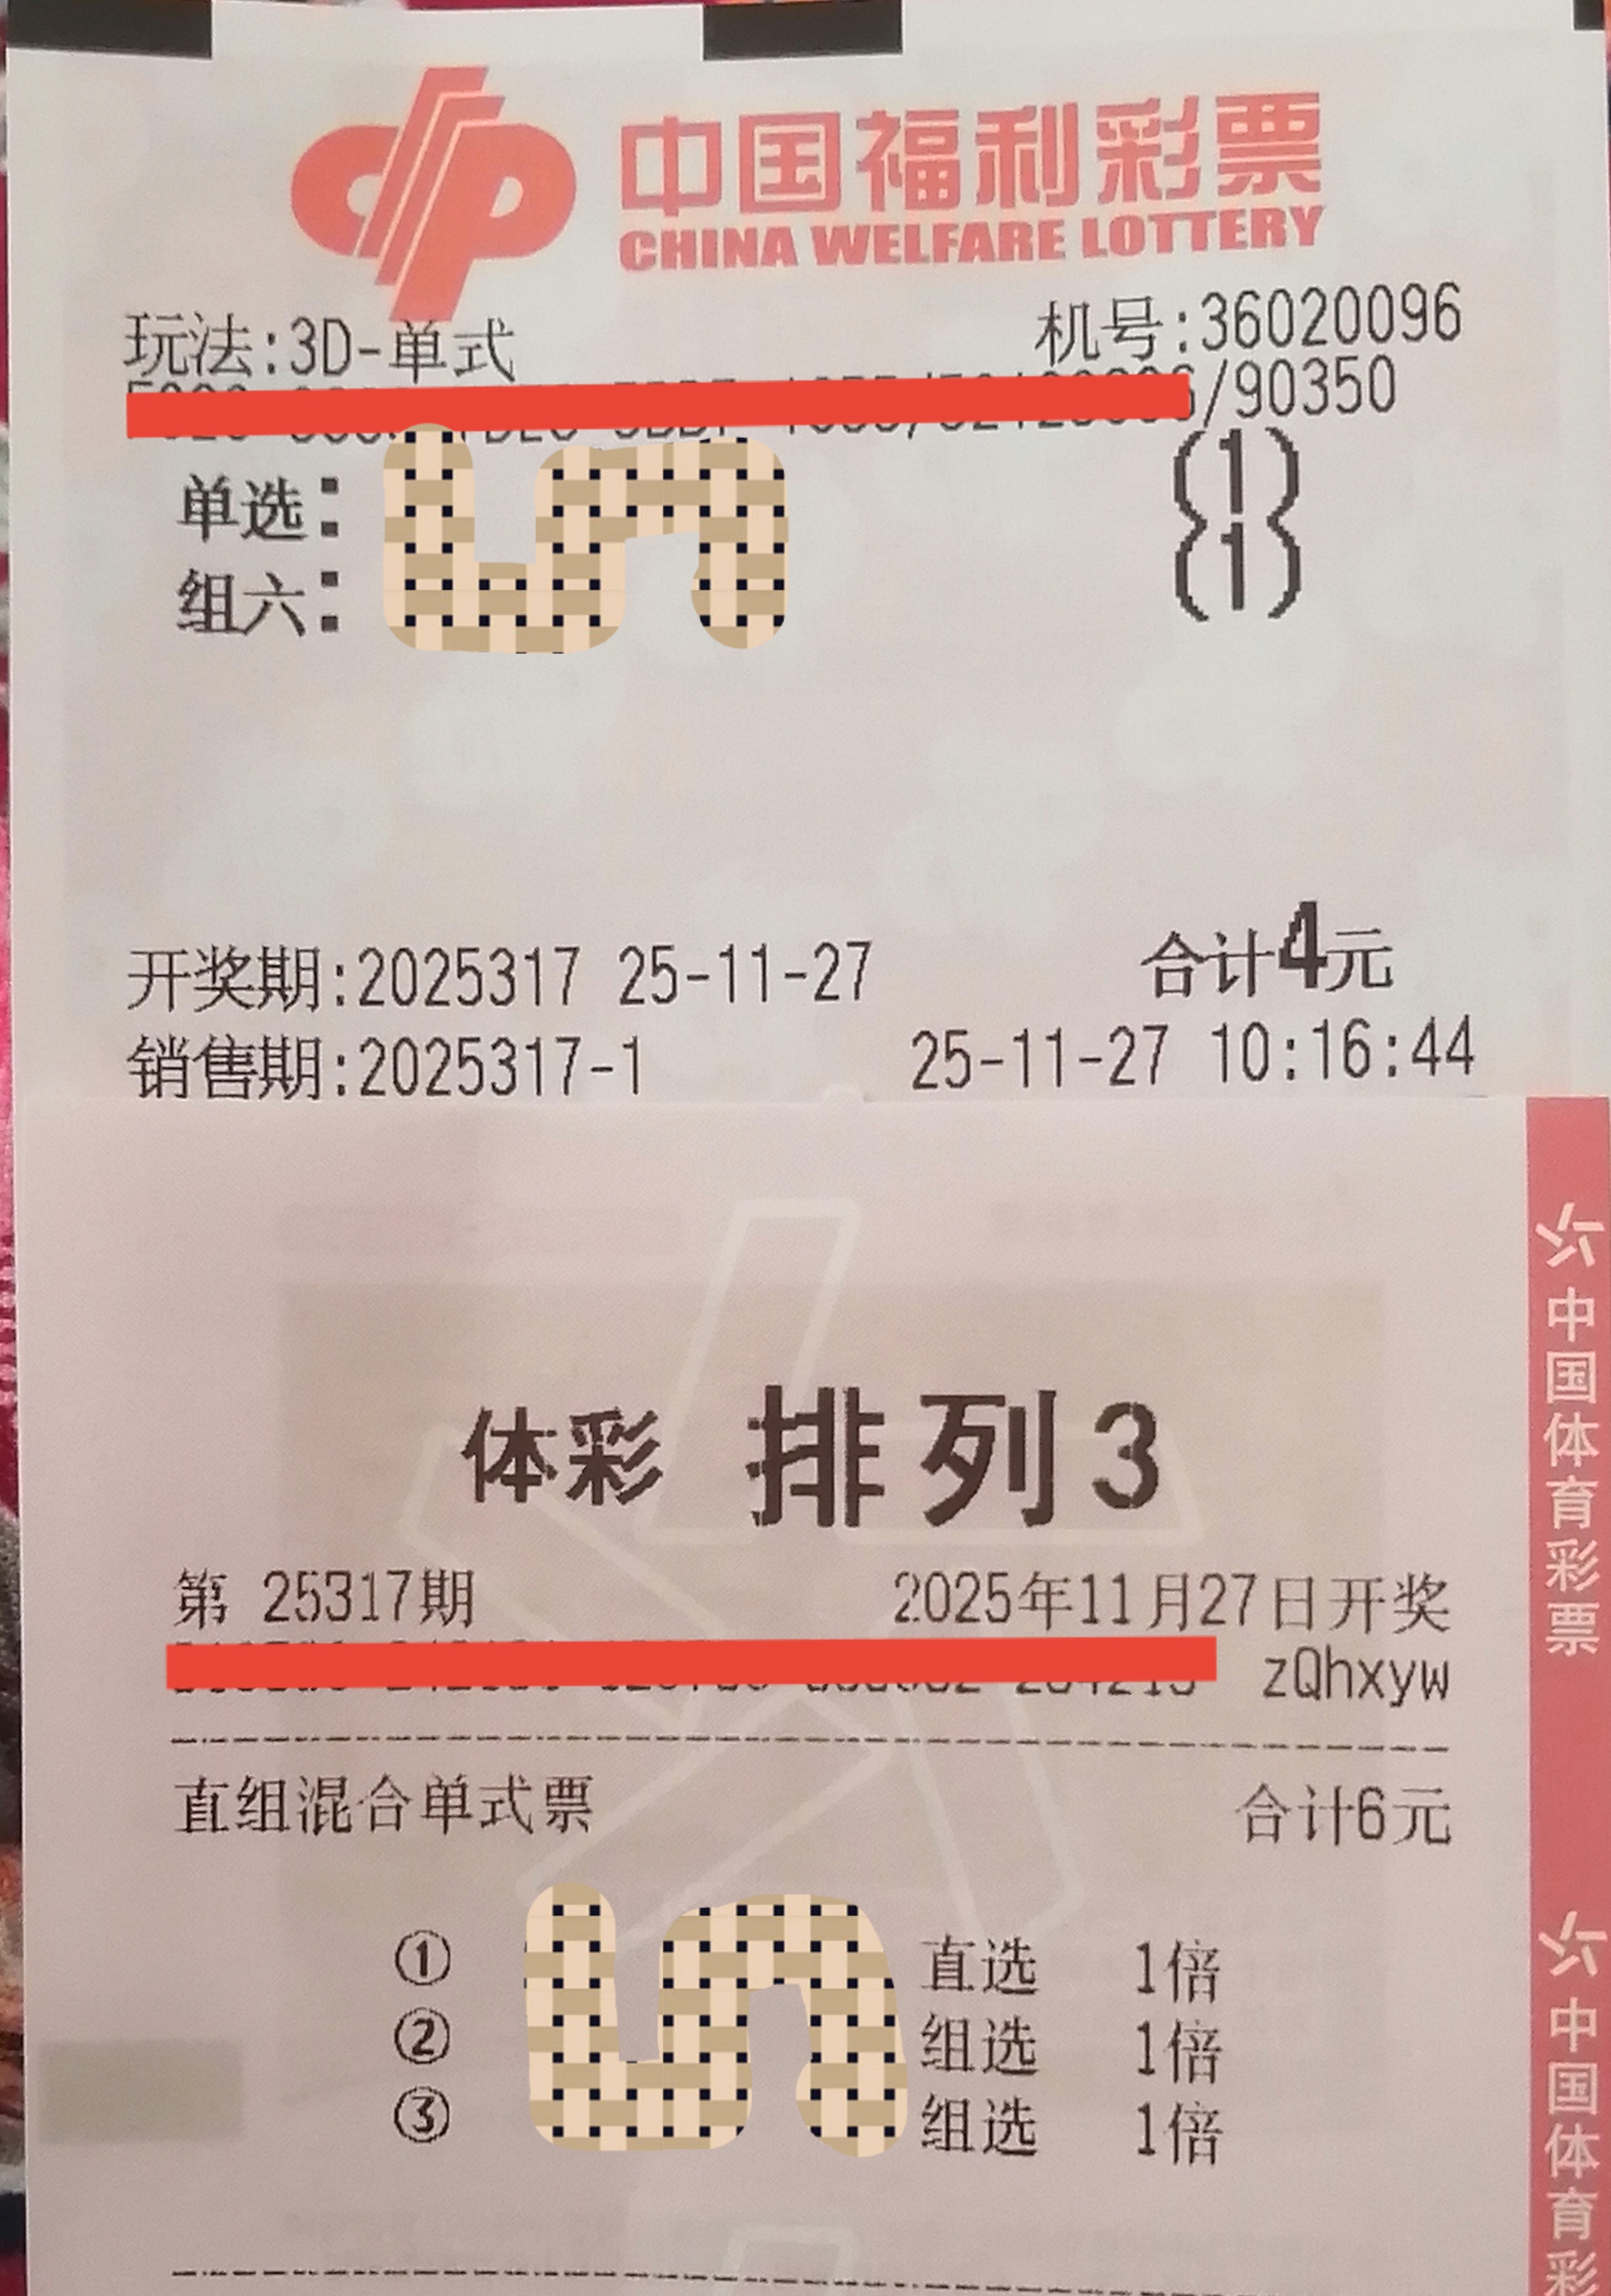 中国福利彩票
CHINA WELFARE LOTTERY
玩法:3D-单式 机号:36020096
/90350
单选: (1)
组六: (1)
开奖期:2025317 25-11-27 合计4元
销售期:2025317-1 25-11-27 10:16:44
体彩 排列3
第 25317期 2025年11月27日开奖
zQhxyw
直组混合单式票 合计6元
① 直选 1倍
② 组选 1倍
③ 组选 1倍
中国体育彩票
中国体育彩